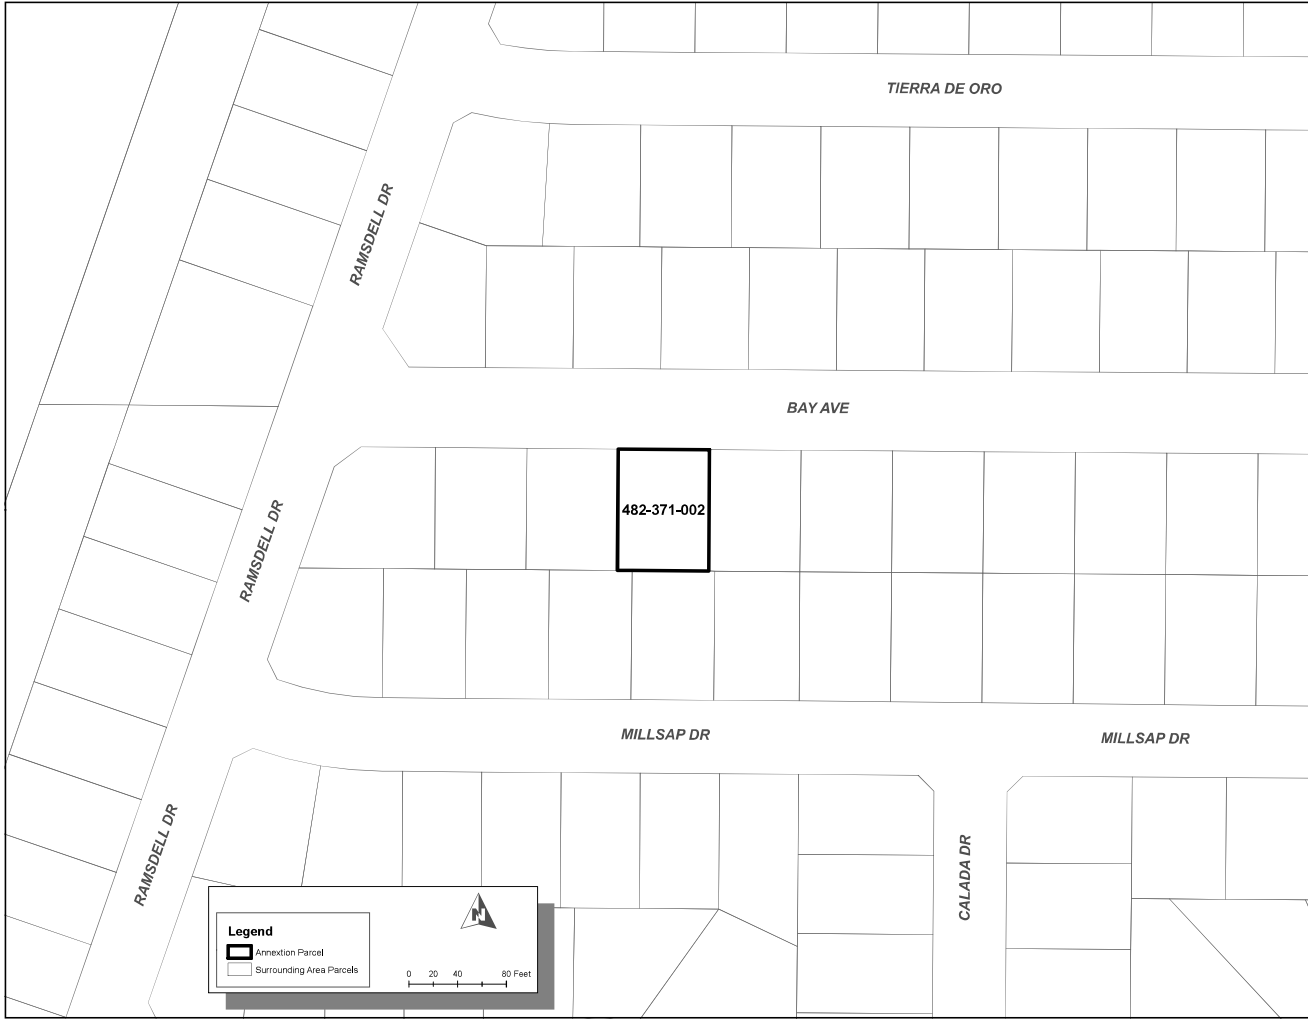 TIERRA DE ORO
RAMSDELL DR
BAY AVE
482-371-002
RAMSDELL DR
MILLSAP DR
MILLSAP DR
RAMSDELL DR
CALADA DR
N
Legend
Annextion Parcel
Surrounding Area Parcels
0 20 40 80 Feet